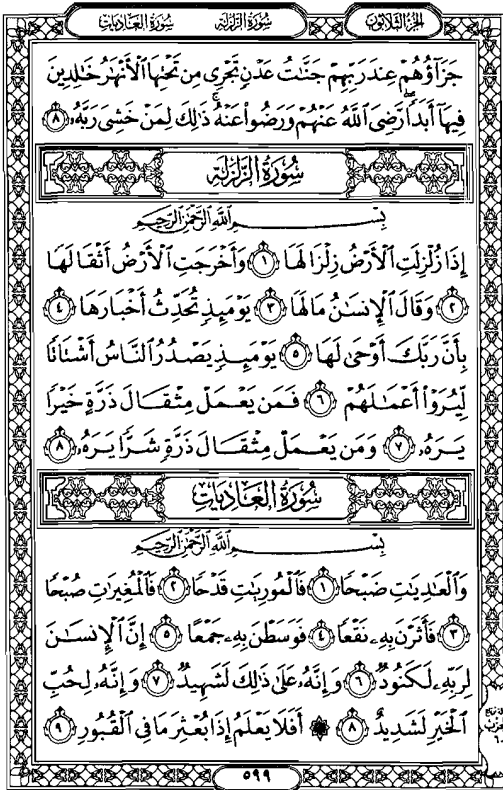 الجزء الثلاثون سورة الزلزلة سورة العاديات
جَزَآؤُهُمْ عِندَ رَبِّهِمْ جَنَّٰتُ عَدْنٍ تَجْرِى مِن تَحْتِهَا ٱلْأَنْهَٰرُ خَٰلِدِينَ
فِيهَآ أَبَدًا ۖ رَّضِىَ ٱللَّهُ عَنْهُمْ وَرَضُوا۟ عَنْهُ ۚ ذَٰلِكَ لِمَنْ خَشِىَ رَبَّهُۥ ٨
سُورَةُ الزَّلْزَلَةِ
بِسْمِ ٱللَّهِ ٱلرَّحْمَٰنِ ٱلرَّحِيمِ
إِذَا زُلْزِلَتِ ٱلْأَرْضُ زِلْزَالَهَا ١ وَأَخْرَجَتِ ٱلْأَرْضُ أَثْقَالَهَا
٢ وَقَالَ ٱلْإِنسَٰنُ مَا لَهَا ٣ يَوْمَئِذٍ تُحَدِّثُ أَخْبَارَهَا ٤
بِأَنَّ رَبَّكَ أَوْحَىٰ لَهَا ٥ يَوْمَئِذٍ يَصْدُرُ ٱلنَّاسُ أَشْتَاتًا
لِّيُرَوْا۟ أَعْمَٰلَهُمْ ٦ فَمَن يَعْمَلْ مِثْقَالَ ذَرَّةٍ خَيْرًا
يَرَهُۥ ٧ وَمَن يَعْمَلْ مِثْقَالَ ذَرَّةٍ شَرًّا يَرَهُۥ ٨
سُورَةُ العَادِيَاتِ
بِسْمِ ٱللَّهِ ٱلرَّحْمَٰنِ ٱلرَّحِيمِ
وَٱلْعَٰدِيَٰتِ ضَبْحًا ١ فَٱلْمُورِيَٰتِ قَدْحًا ٢ فَٱلْمُغِيرَٰتِ صُبْحًا
٣ فَأَثَرْنَ بِهِۦ نَقْعًا ٤ فَوَسَطْنَ بِهِۦ جَمْعًا ٥ إِنَّ ٱلْإِنسَٰنَ
لِرَبِّهِۦ لَكَنُودٌ ٦ وَإِنَّهُۥ عَلَىٰ ذَٰلِكَ لَشَهِيدٌ ٧ وَإِنَّهُۥ لِحُبِّ
ٱلْخَيْرِ لَشَدِيدٌ ٨ ۞ أَفَلَا يَعْلَمُ إِذَا بُعْثِرَ مَا فِى ٱلْقُبُورِ ٩
٥٩٩